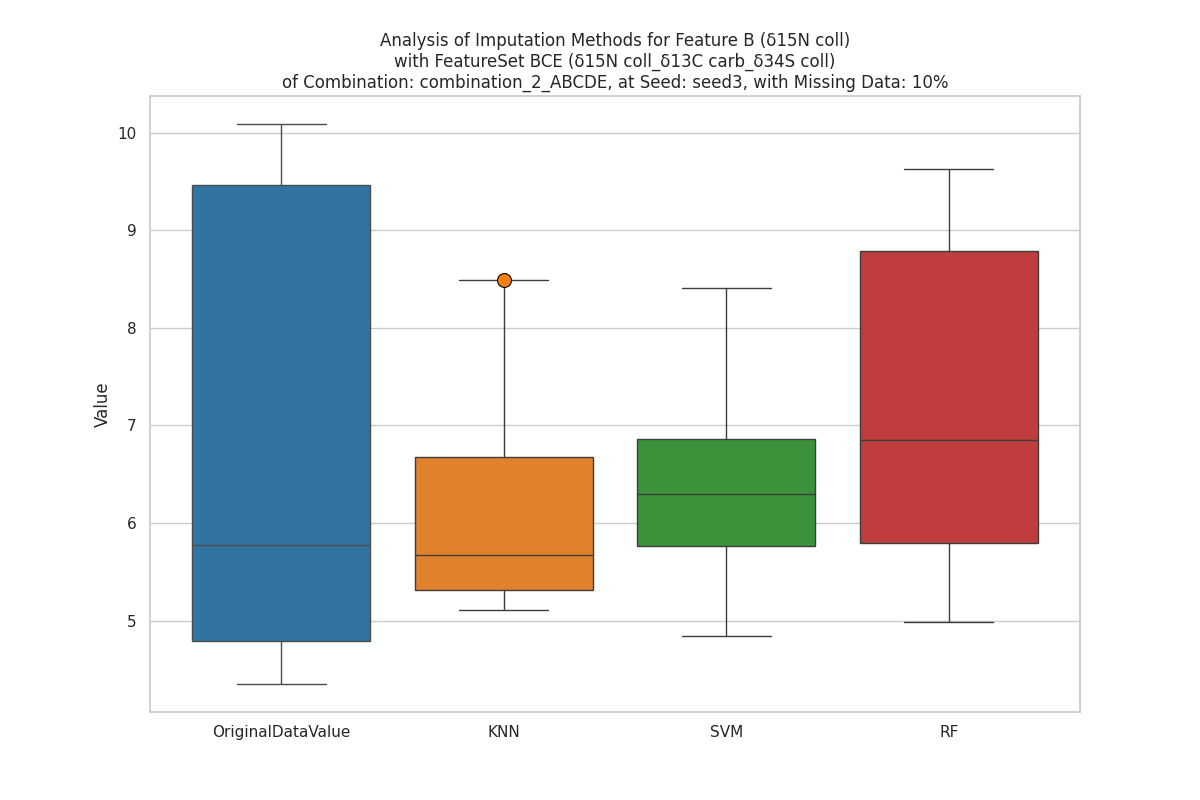 Analysis of Imputation Methods for Feature B (δ15N coll)
with FeatureSet BCE (δ15N coll_δ13C carb_δ34S coll)
of Combination: combination_2_ABCDE, at Seed: seed3, with Missing Data: 10%
10
9
8
7
6
5
Value
OriginalDataValue
KNN
SVM
RF